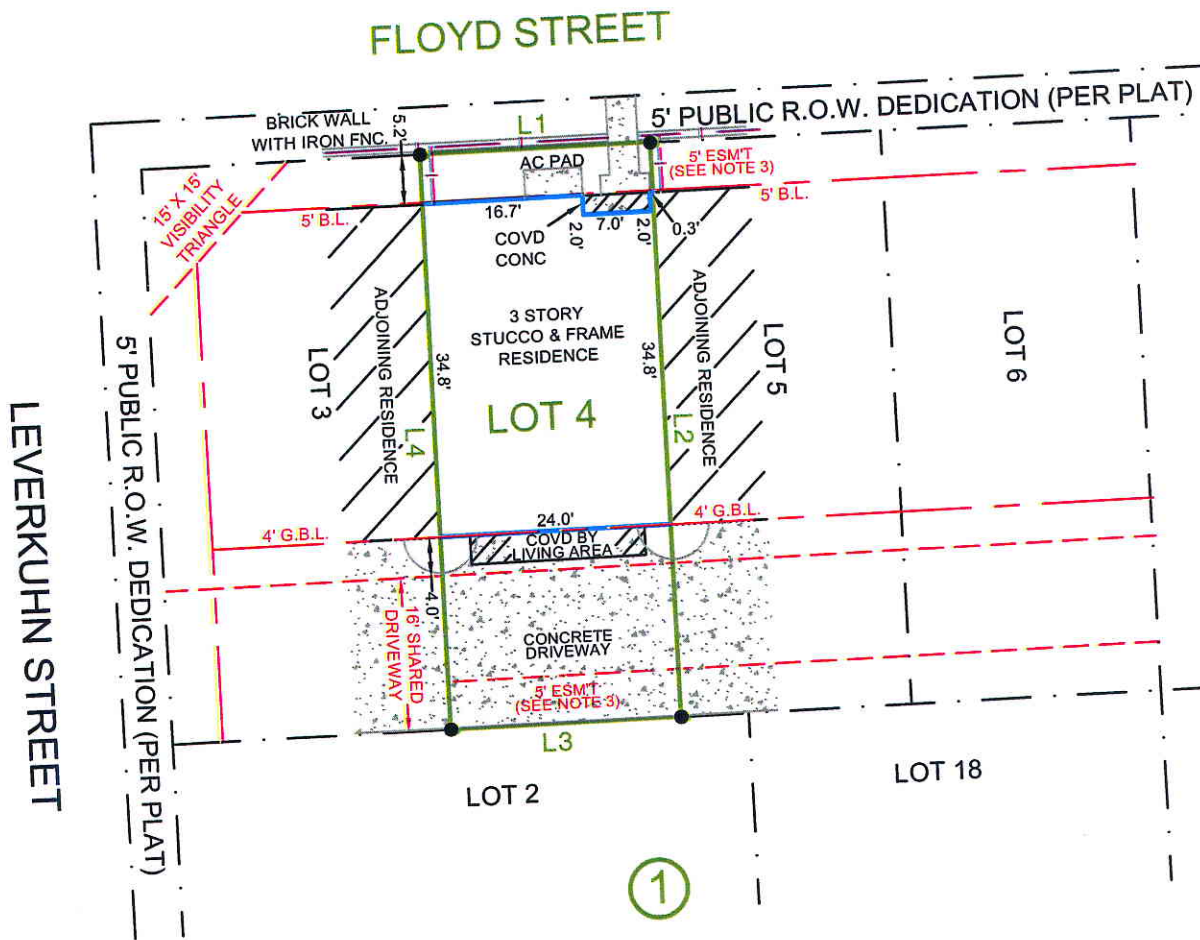 FLOYD STREET
BRICK WALL
WITH IRON FNC.
5.2'
L1
5' PUBLIC R.O.W. DEDICATION (PER PLAT)
AC PAD
5' ESM'T
(SEE NOTE 3)
15' X 15'
VISIBILITY
TRIANGLE
5' B.L.
16.7'
2.0'
7.0'
2.0'
0.3'
5' B.L.
COVD
CONC
ADJOINING RESIDENCE
LOT 3
34.8'
L4
3 STORY
STUCCO & FRAME
RESIDENCE
LOT 4
34.8'
L2
ADJOINING RESIDENCE
LOT 5
LOT 6
LEVERKUHN STREET
5' PUBLIC R.O.W. DEDICATION (PER PLAT)
4' G.B.L.
24.0'
4' G.B.L.
COVD BY
LIVING AREA
4.0'
16' SHARED
DRIVEWAY
CONCRETE
DRIVEWAY
5' ESM'T
(SEE NOTE 3)
L3
LOT 2
LOT 18
1